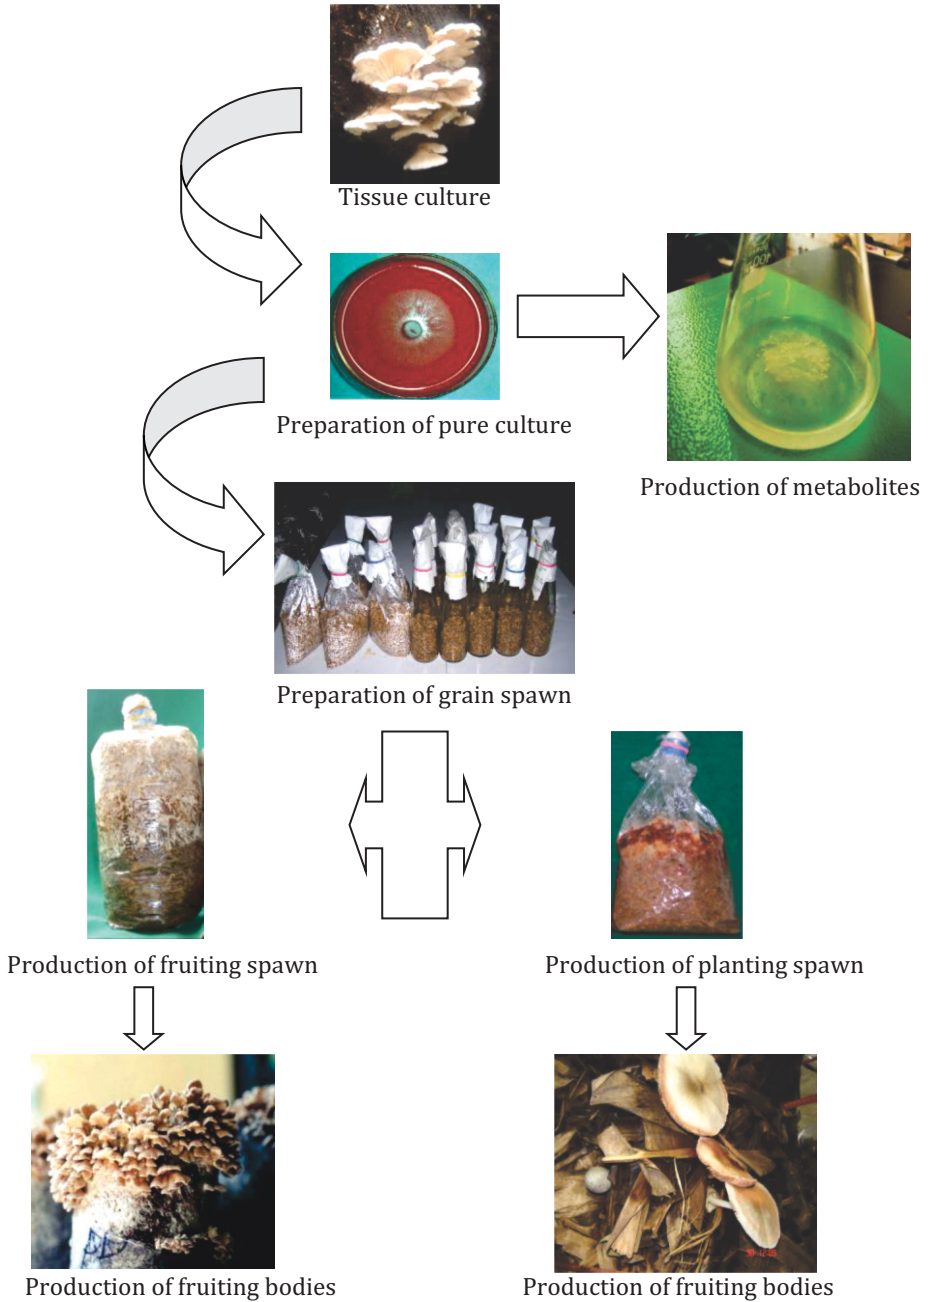 Tissue culture
Preparation of pure culture
Production of metabolites
Preparation of grain spawn
Production of fruiting spawn
Production of planting spawn
Production of fruiting bodies
Production of fruiting bodies